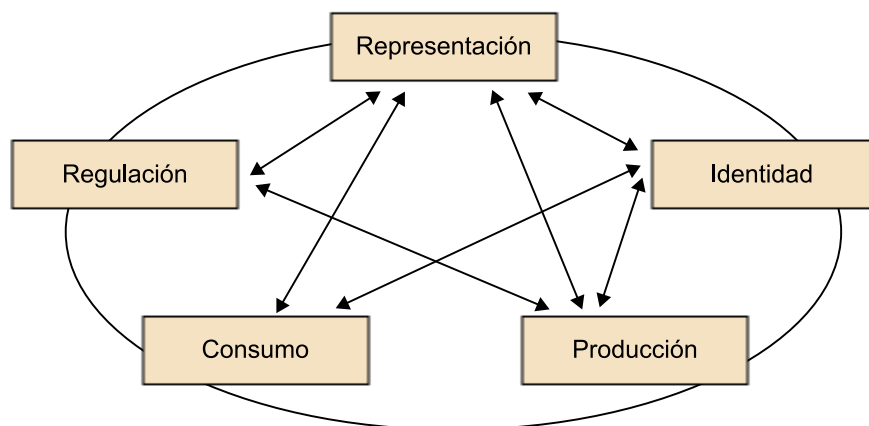 Representación
Regulación
Identidad
Consumo
Producción